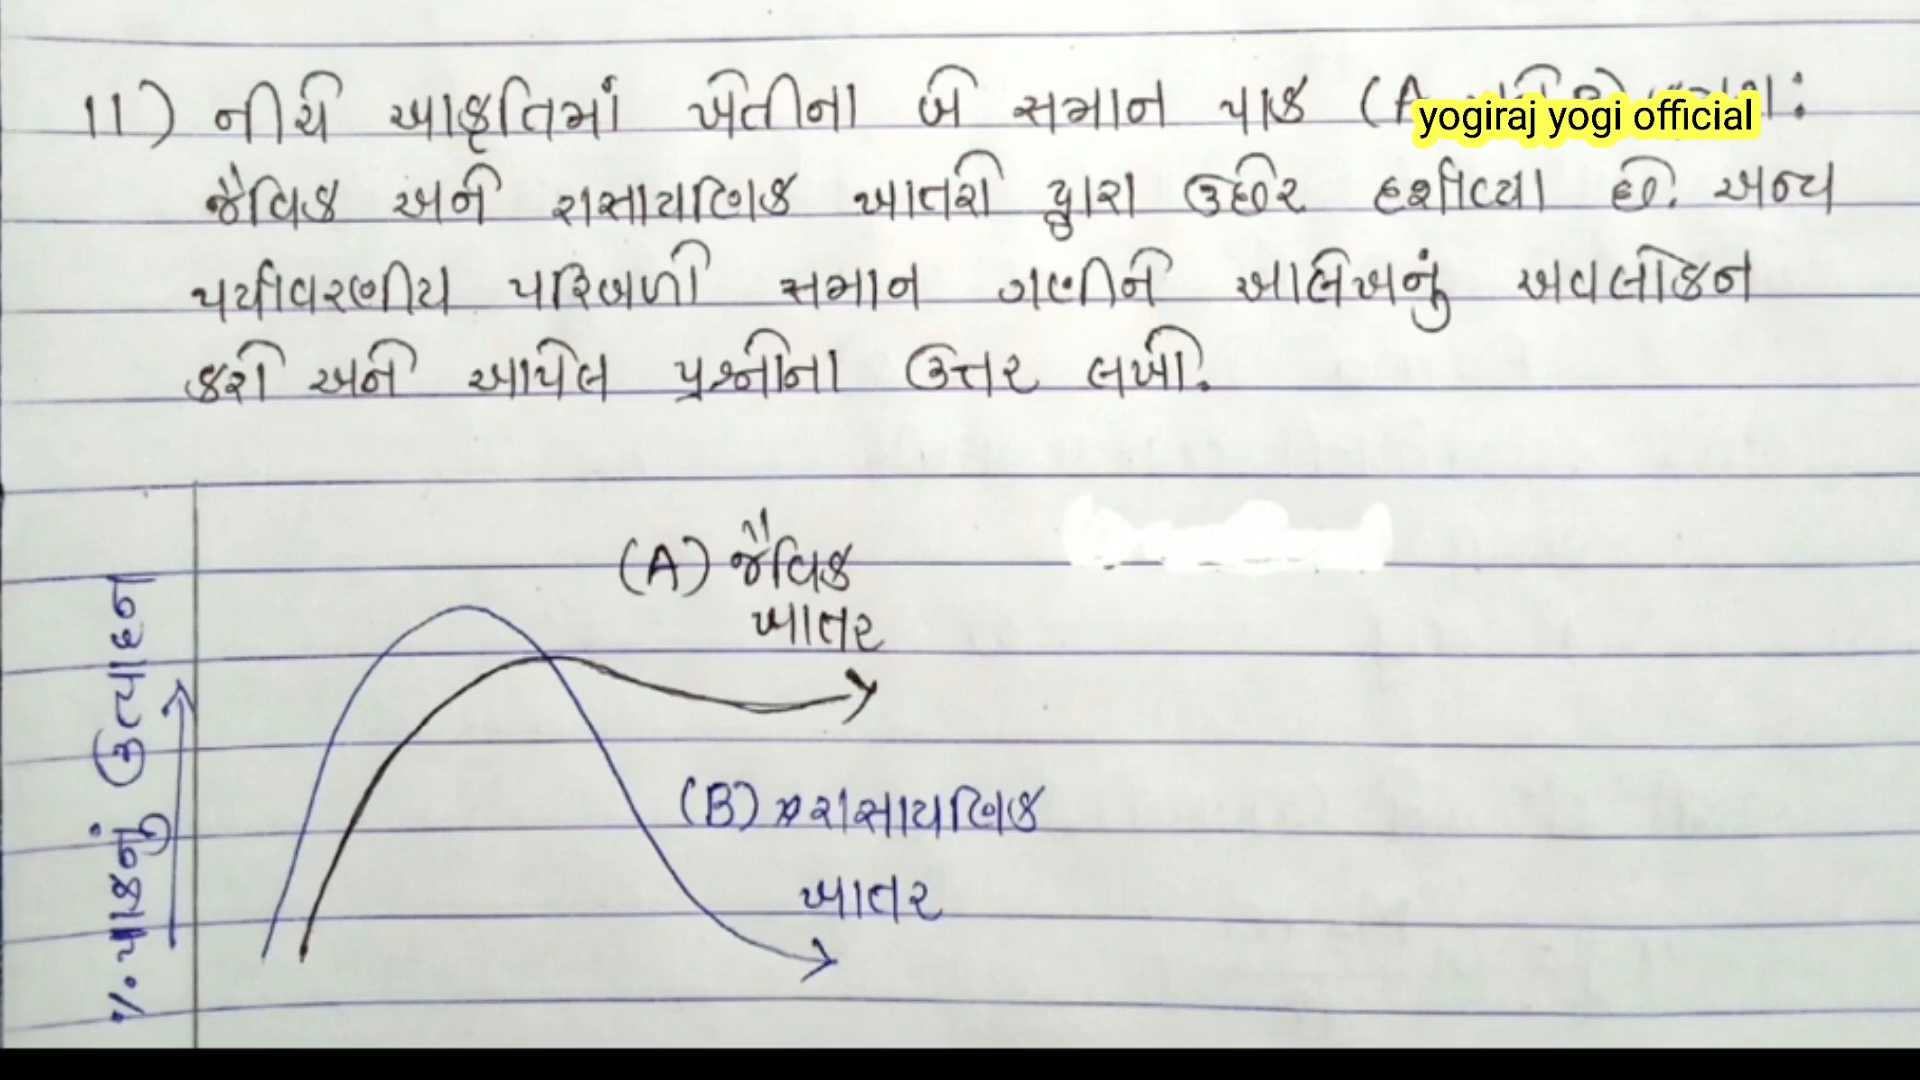 11) નીચે આકૃતિમાં ખેતીના બે સમાન પાક (A
yogiraj yogi official
જૈવિક અને રાસાયણિક ખાતરો દ્વારા ઉછેર દર્શાવ્યા છે. અન્ય
પર્યાવરણીય પરિબળો સમાન ગણીને આલેખનું અવલોકન
કરો અને આપેલ પ્રશ્નોના ઉત્તર લખો.
(A) જૈવિક
ખાતર
(B) રાસાયણિક
ખાતર
% પાકનું ઉત્પાદન